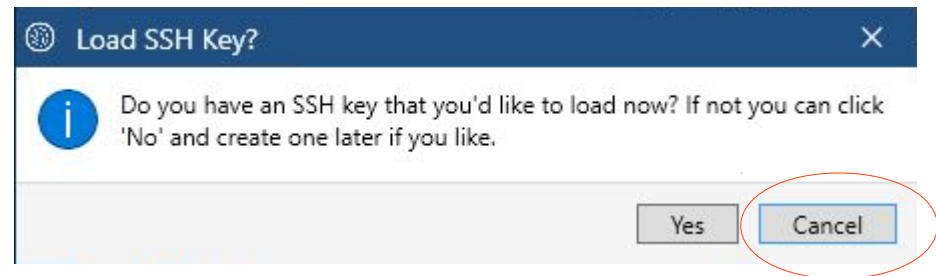 Load SSH Key?
Do you have an SSH key that you'd like to load now? If not you can click
'No' and create one later if you like.
Yes Cancel